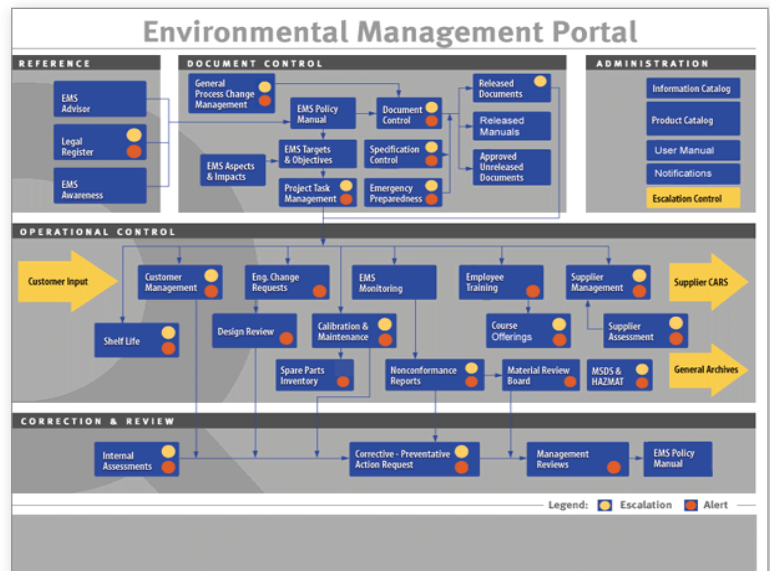 Environmental Management Portal
REFERENCE
EMS
Advisor
Legal
Register
EMS
Awareness
DOCUMENT CONTROL
General
Process Change
Management
EMS Policy
Manual
Document
Control
Released
Documents
Released
Manuals
EMS Aspects
& Impacts
EMS Targets
& Objectives
Specification
Control
Approved
Unreleased
Documents
Project Task
Management
Emergency
Preparedness
ADMINISTRATION
Information Catalog
Product Catalog
User Manual
Notifications
Escalation Control
OPERATIONAL CONTROL
Customer Input
Customer
Management
Eng. Change
Requests
EMS
Monitoring
Employee
Training
Supplier
Management
Supplier CARS
Shelf Life
Design Review
Calibration &
Maintenance
Course
Offerings
Supplier
Assessment
Spare Parts
Inventory
Nonconformance
Reports
Material Review
Board
MSDS &
HAZMAT
General Archives
CORRECTION & REVIEW
Internal
Assessments
Corrective - Preventative
Action Request
Management
Reviews
EMS Policy
Manual
Legend: Escalation Alert